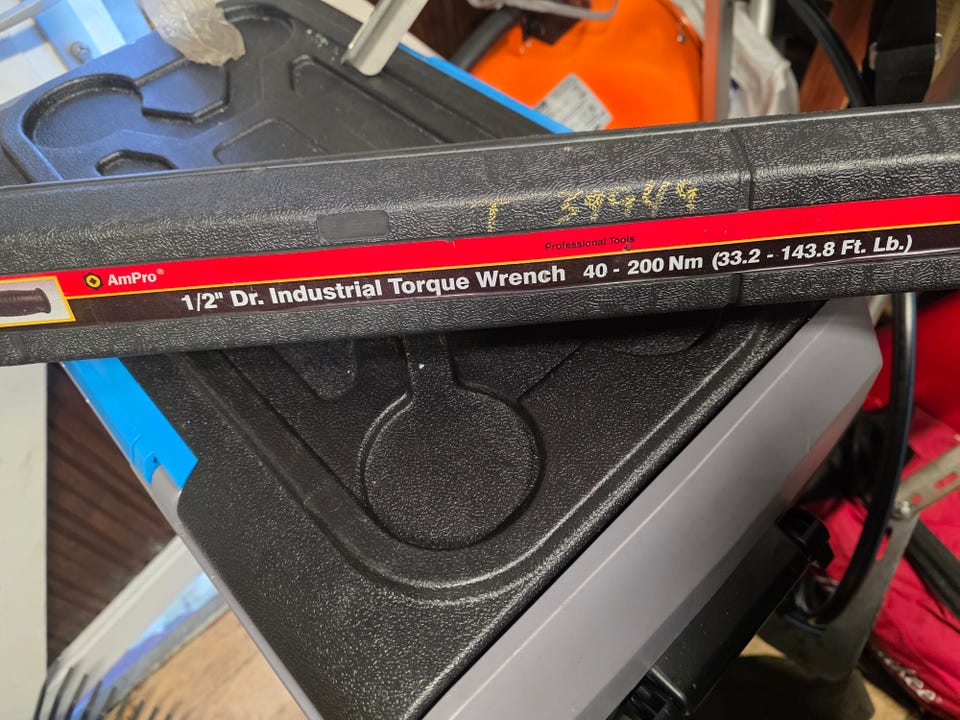 Professional Tools
AmPro®
1/2" Dr. Industrial Torque Wrench 40 - 200 Nm (33.2 - 143.8 Ft. Lb.)